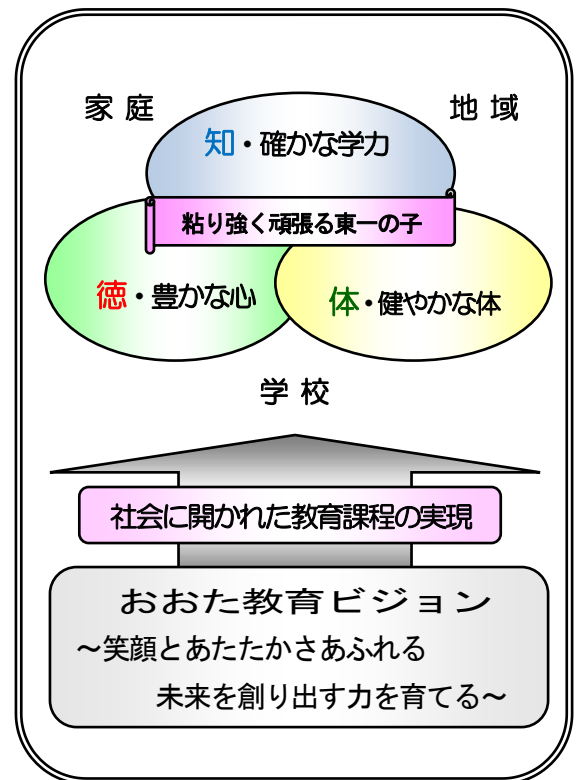 家 庭
地 域
知・確かな学力
粘り強く頑張る東一の子
徳・豊かな心
体・健やかな体
学 校
社会に開かれた教育課程の実現
おおた教育ビジョン
～笑顔とあたたかさあふれる
未来を創り出す力を育てる～